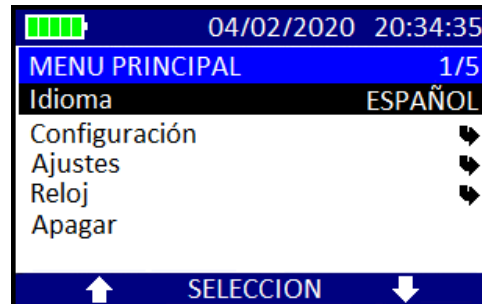 04/02/2020 20:34:35
MENU PRINCIPAL 1/5
Idioma ESPAÑOL
Configuración
Ajustes
Reloj
Apagar
SELECCION